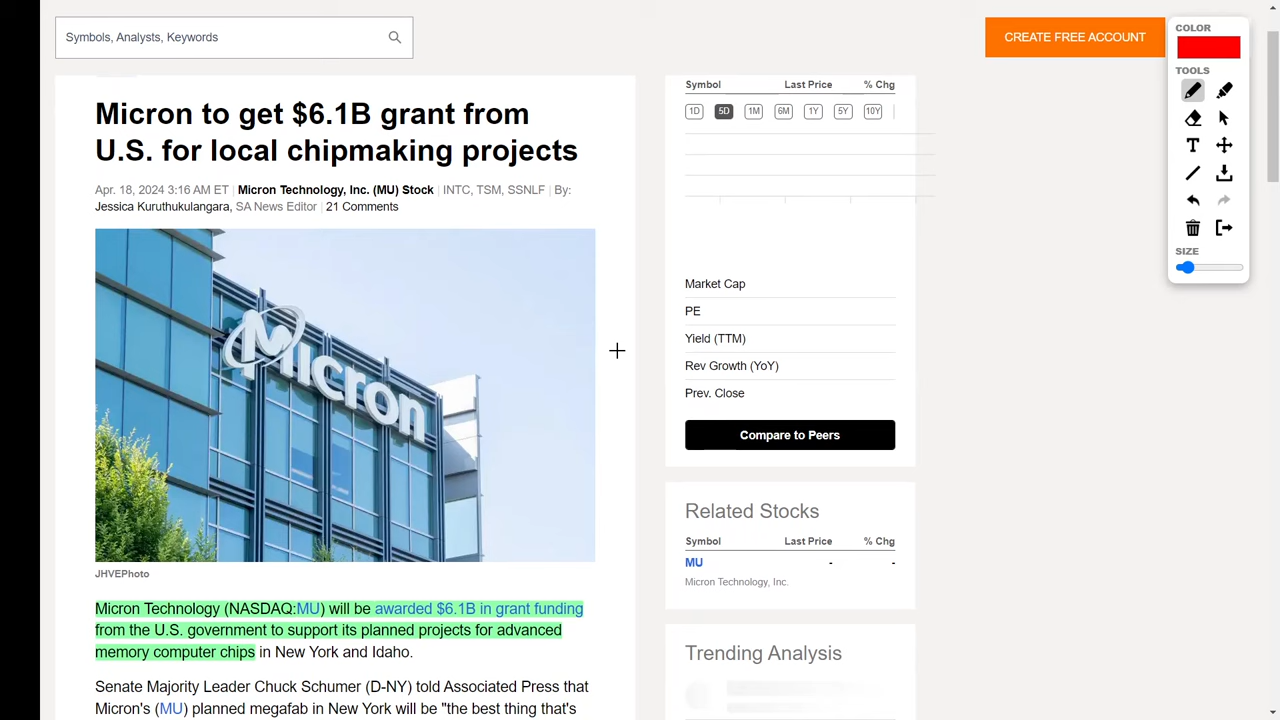 Symbols, Analysts, Keywords
CREATE FREE ACCOUNT
Micron to get $6.1B grant from
U.S. for local chipmaking projects
Apr. 18, 2024 3:16 AM ET | Micron Technology, Inc. (MU) Stock | INTC, TSM, SSNLF | By:
Jessica Kuruthukulangara, SA News Editor | 21 Comments
Micron
JHVEPhoto
Micron Technology (NASDAQ:MU) will be awarded $6.1B in grant funding
from the U.S. government to support its planned projects for advanced
memory computer chips in New York and Idaho.
Senate Majority Leader Chuck Schumer (D-NY) told Associated Press that
Micron's (MU) planned megafab in New York will be "the best thing that's
Symbol Last Price % Chg
1D 5D 1M 6M 1Y 5Y 10Y
Market Cap
PE
Yield (TTM)
Rev Growth (YoY)
Prev. Close
Compare to Peers
Related Stocks
Symbol Last Price % Chg
MU - -
Micron Technology, Inc.
Trending Analysis
COLOR
TOOLS
T
SIZE